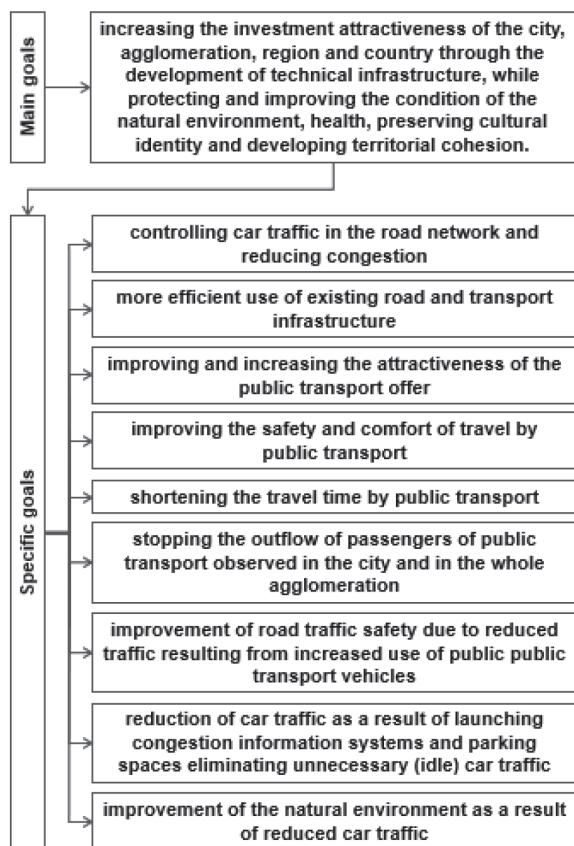 Main goals
increasing the investment attractiveness of the city,
agglomeration, region and country through the
development of technical infrastructure, while
protecting and improving the condition of the
natural environment, health, preserving cultural
identity and developing territorial cohesion.
Specific goals
controlling car traffic in the road network and
reducing congestion
more efficient use of existing road and transport
infrastructure
improving and increasing the attractiveness of the
public transport offer
improving the safety and comfort of travel by
public transport
shortening the travel time by public transport
stopping the outflow of passengers of public
transport observed in the city and in the whole
agglomeration
improvement of road traffic safety due to reduced
traffic resulting from increased use of public public
transport vehicles
reduction of car traffic as a result of launching
congestion information systems and parking
spaces eliminating unnecessary (idle) car traffic
improvement of the natural environment as a result
of reduced car traffic